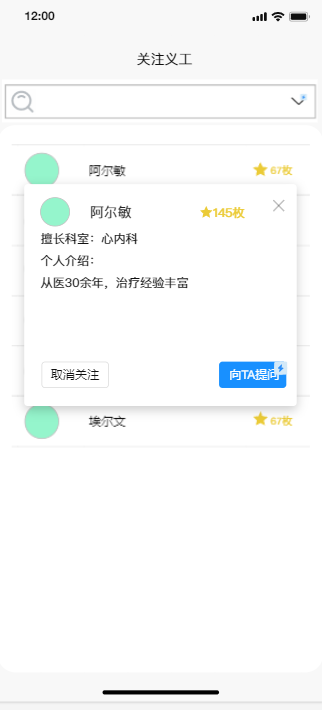 12:00
关注义工
阿尔敏 67枚
阿尔敏 145枚
擅长科室：心内科
个人介绍：
从医30余年，治疗经验丰富
取消关注 向TA提问
埃尔文 67枚